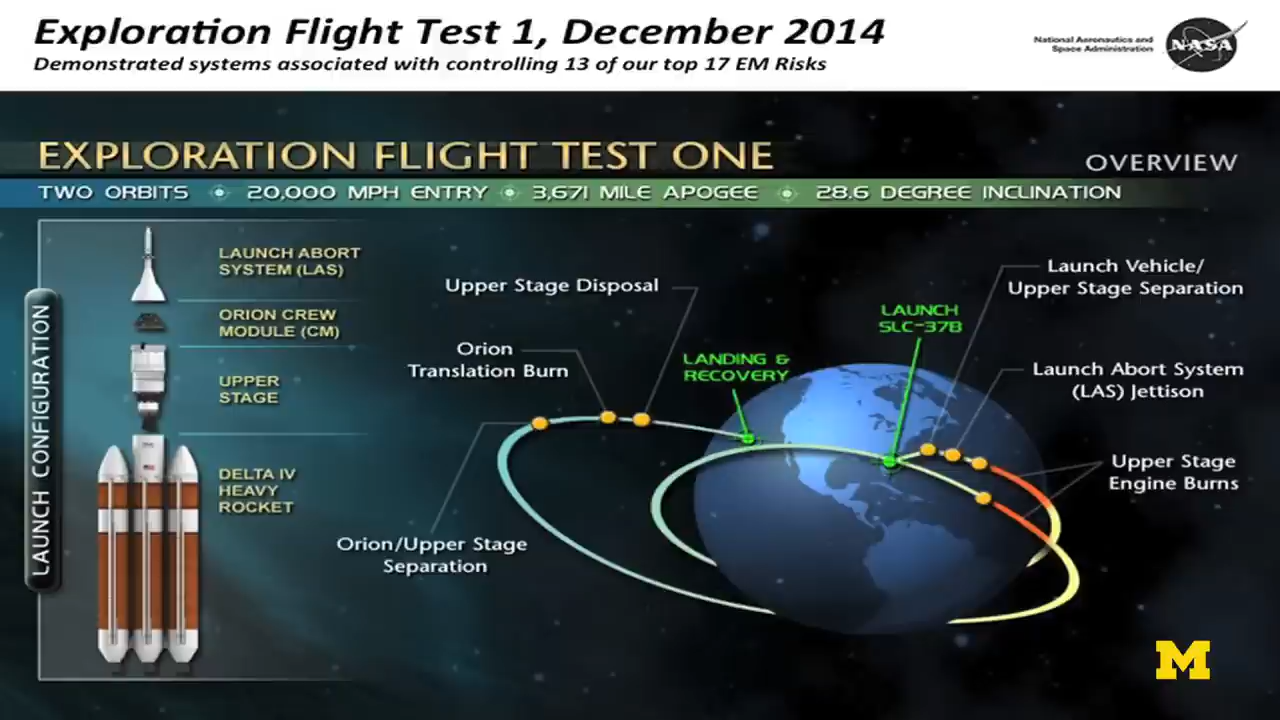 Exploration Flight Test 1, December 2014
Demonstrated systems associated with controlling 13 of our top 17 EM Risks
National Aeronautics and
Space Administration
NASA
EXPLORATION FLIGHT TEST ONE
OVERVIEW
TWO ORBITS 20,000 MPH ENTRY 3,671 MILE APOGEE 28.6 DEGREE INCLINATION
LAUNCH CONFIGURATION
LAUNCH ABORT
SYSTEM (LAS)
ORION CREW
MODULE (CM)
UPPER
STAGE
DELTA IV
HEAVY
ROCKET
Upper Stage Disposal
Orion
Translation Burn
Orion/Upper Stage
Separation
LANDING &
RECOVERY
LAUNCH
SLC-37B
Launch Vehicle/
Upper Stage Separation
Launch Abort System
(LAS) Jettison
Upper Stage
Engine Burns
M